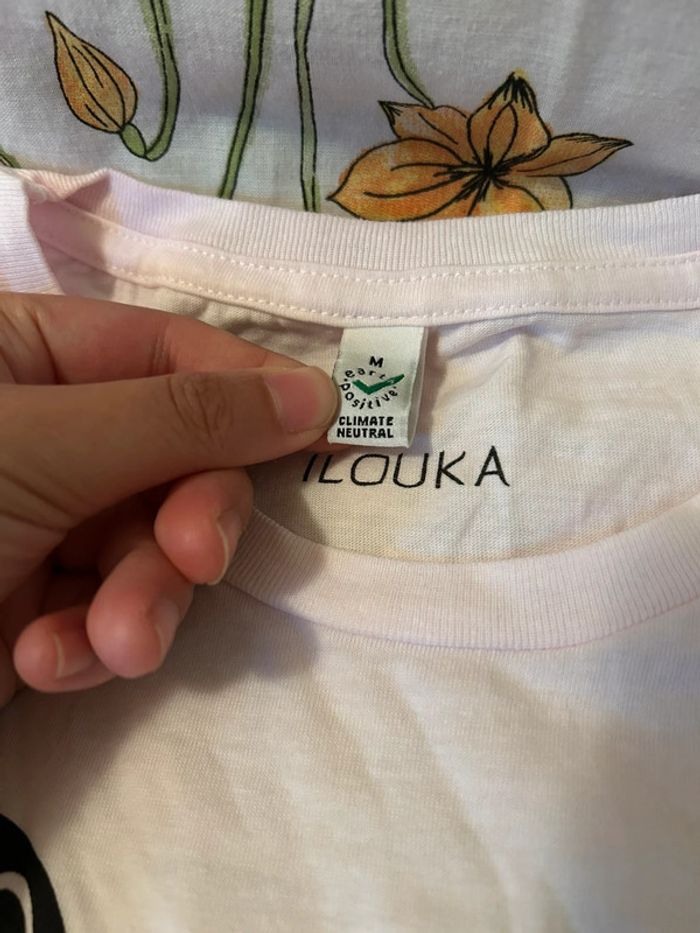 M
earth positive
CLIMATE
NEUTRAL
ILOUKA